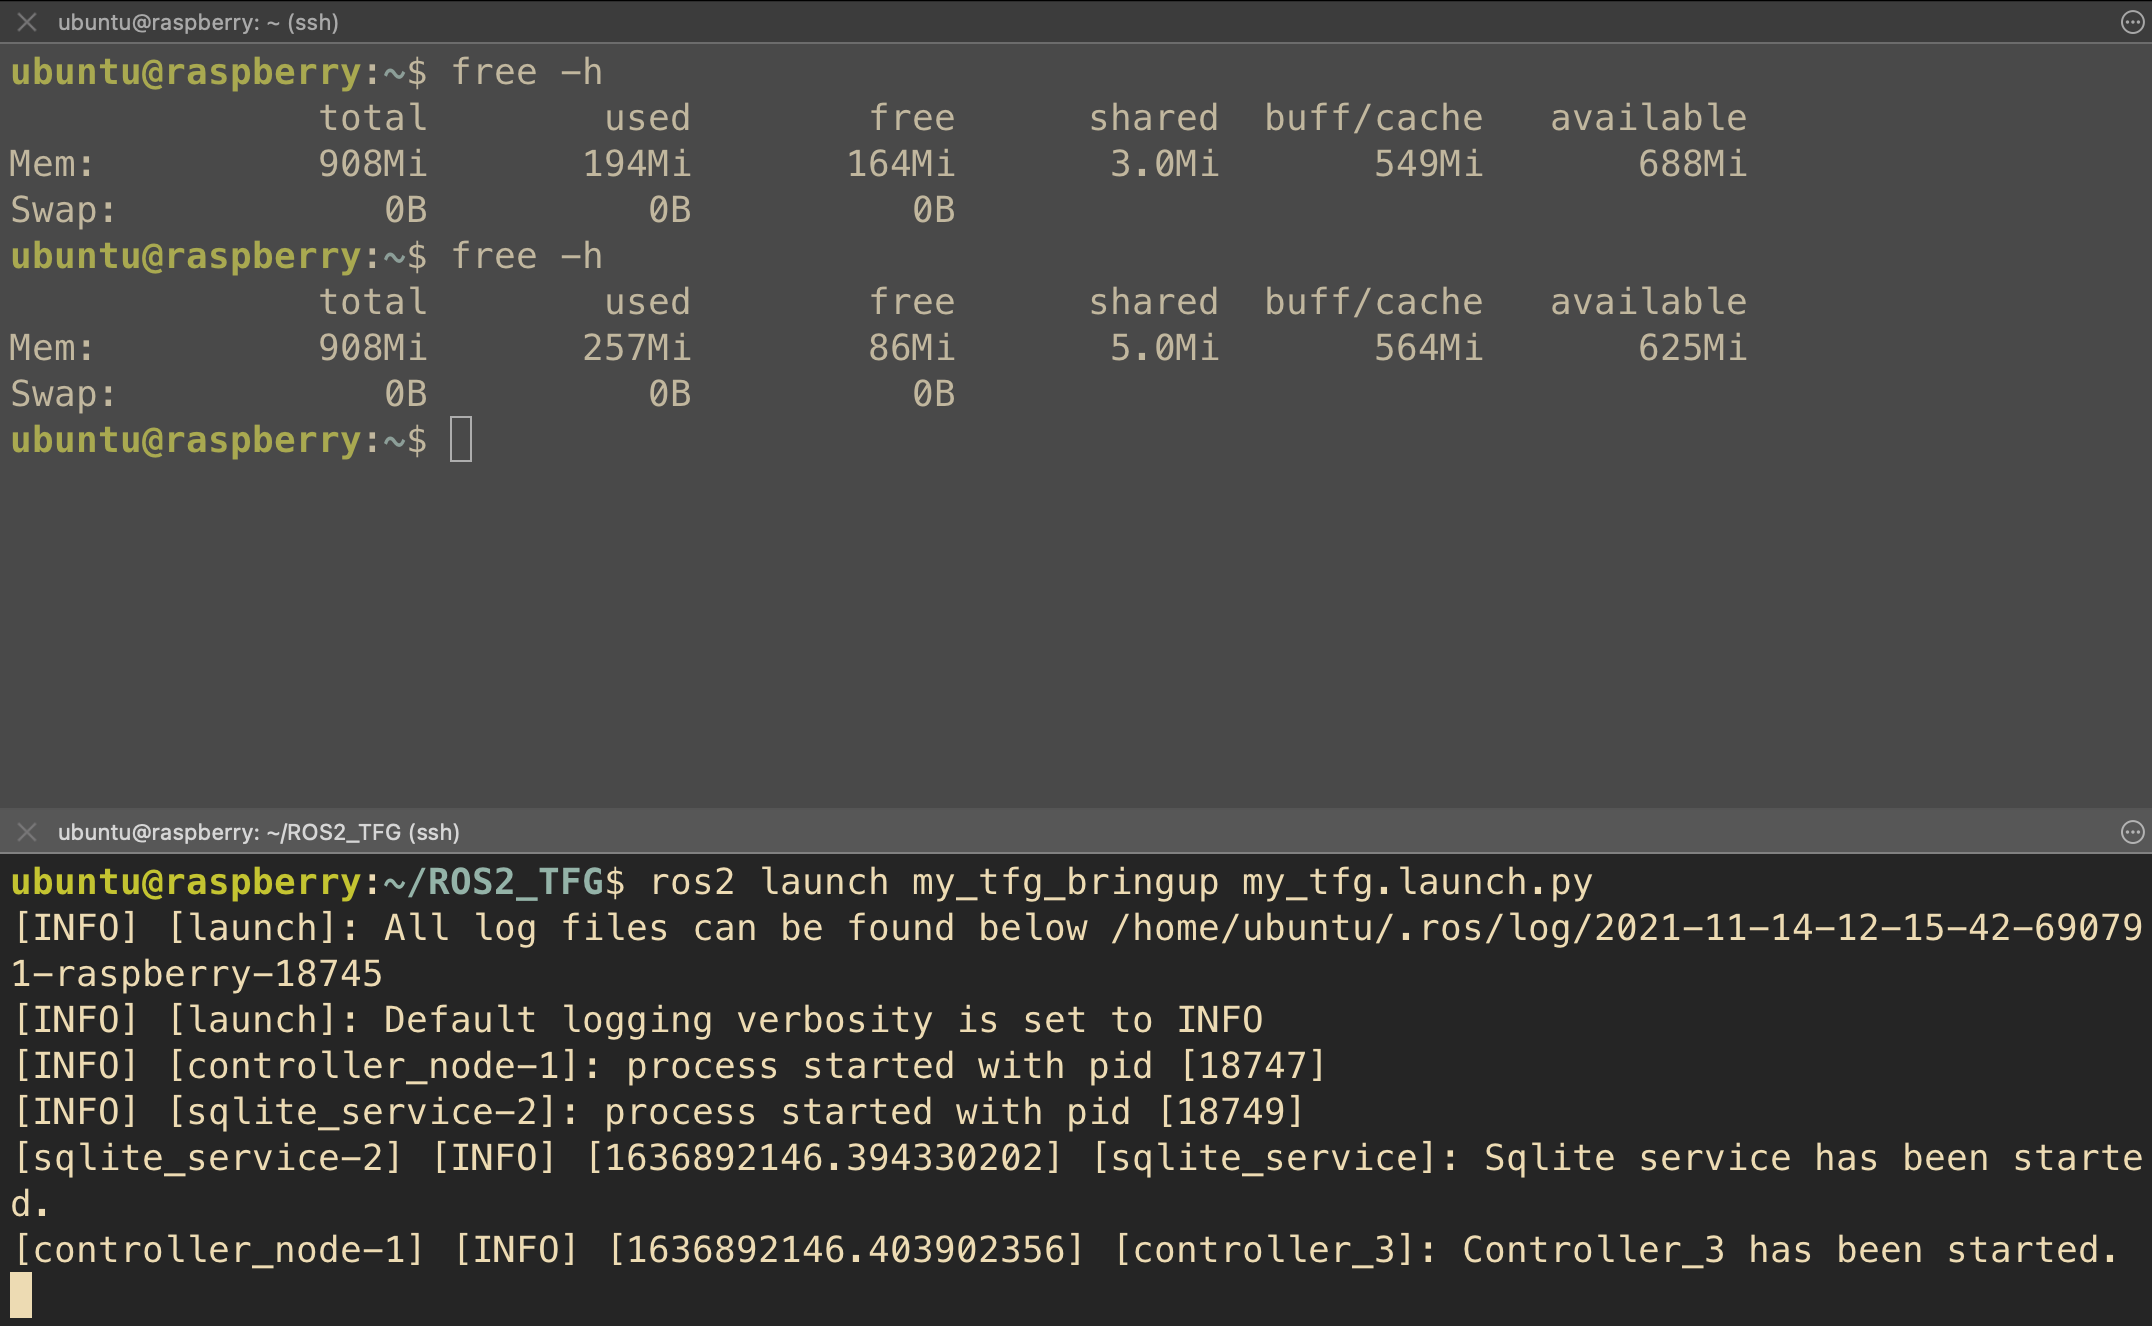 ubuntu@raspberry: ~ (ssh)
ubuntu@raspberry:~$ free -h
total used free shared buff/cache available
Mem: 908Mi 194Mi 164Mi 3.0Mi 549Mi 688Mi
Swap: 0B 0B 0B
ubuntu@raspberry:~$ free -h
total used free shared buff/cache available
Mem: 908Mi 257Mi 86Mi 5.0Mi 564Mi 625Mi
Swap: 0B 0B 0B
ubuntu@raspberry:~$
ubuntu@raspberry: ~/ROS2_TFG (ssh)
ubuntu@raspberry:~/ROS2_TFG$ ros2 launch my_tfg_bringup my_tfg.launch.py
[INFO] [launch]: All log files can be found below /home/ubuntu/.ros/log/2021-11-14-12-15-42-69079
1-raspberry-18745
[INFO] [launch]: Default logging verbosity is set to INFO
[INFO] [controller_node-1]: process started with pid [18747]
[INFO] [sqlite_service-2]: process started with pid [18749]
[sqlite_service-2] [INFO] [1636892146.394330202] [sqlite_service]: Sqlite service has been starte
d.
[controller_node-1] [INFO] [1636892146.403902356] [controller_3]: Controller_3 has been started.